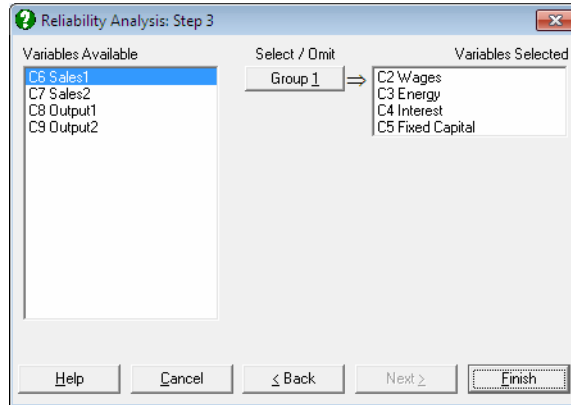 Reliability Analysis: Step 3
Variables Available
Select / Omit
Variables Selected
C6 Sales1
C7 Sales2
C8 Output1
C9 Output2
Group 1
C2 Wages
C3 Energy
C4 Interest
C5 Fixed Capital
Help
Cancel
< Back
Next >
Finish